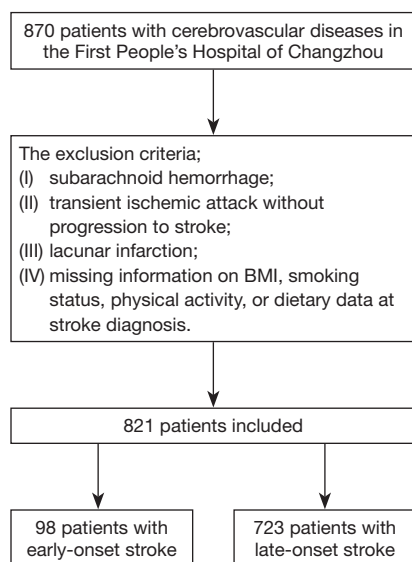 870 patients with cerebrovascular diseases in
the First People's Hospital of Changzhou
The exclusion criteria;
(I) subarachnoid hemorrhage;
(II) transient ischemic attack without
progression to stroke;
(III) lacunar infarction;
(IV) missing information on BMI, smoking
status, physical activity, or dietary data at
stroke diagnosis.
821 patients included
98 patients with
early-onset stroke
723 patients with
late-onset stroke